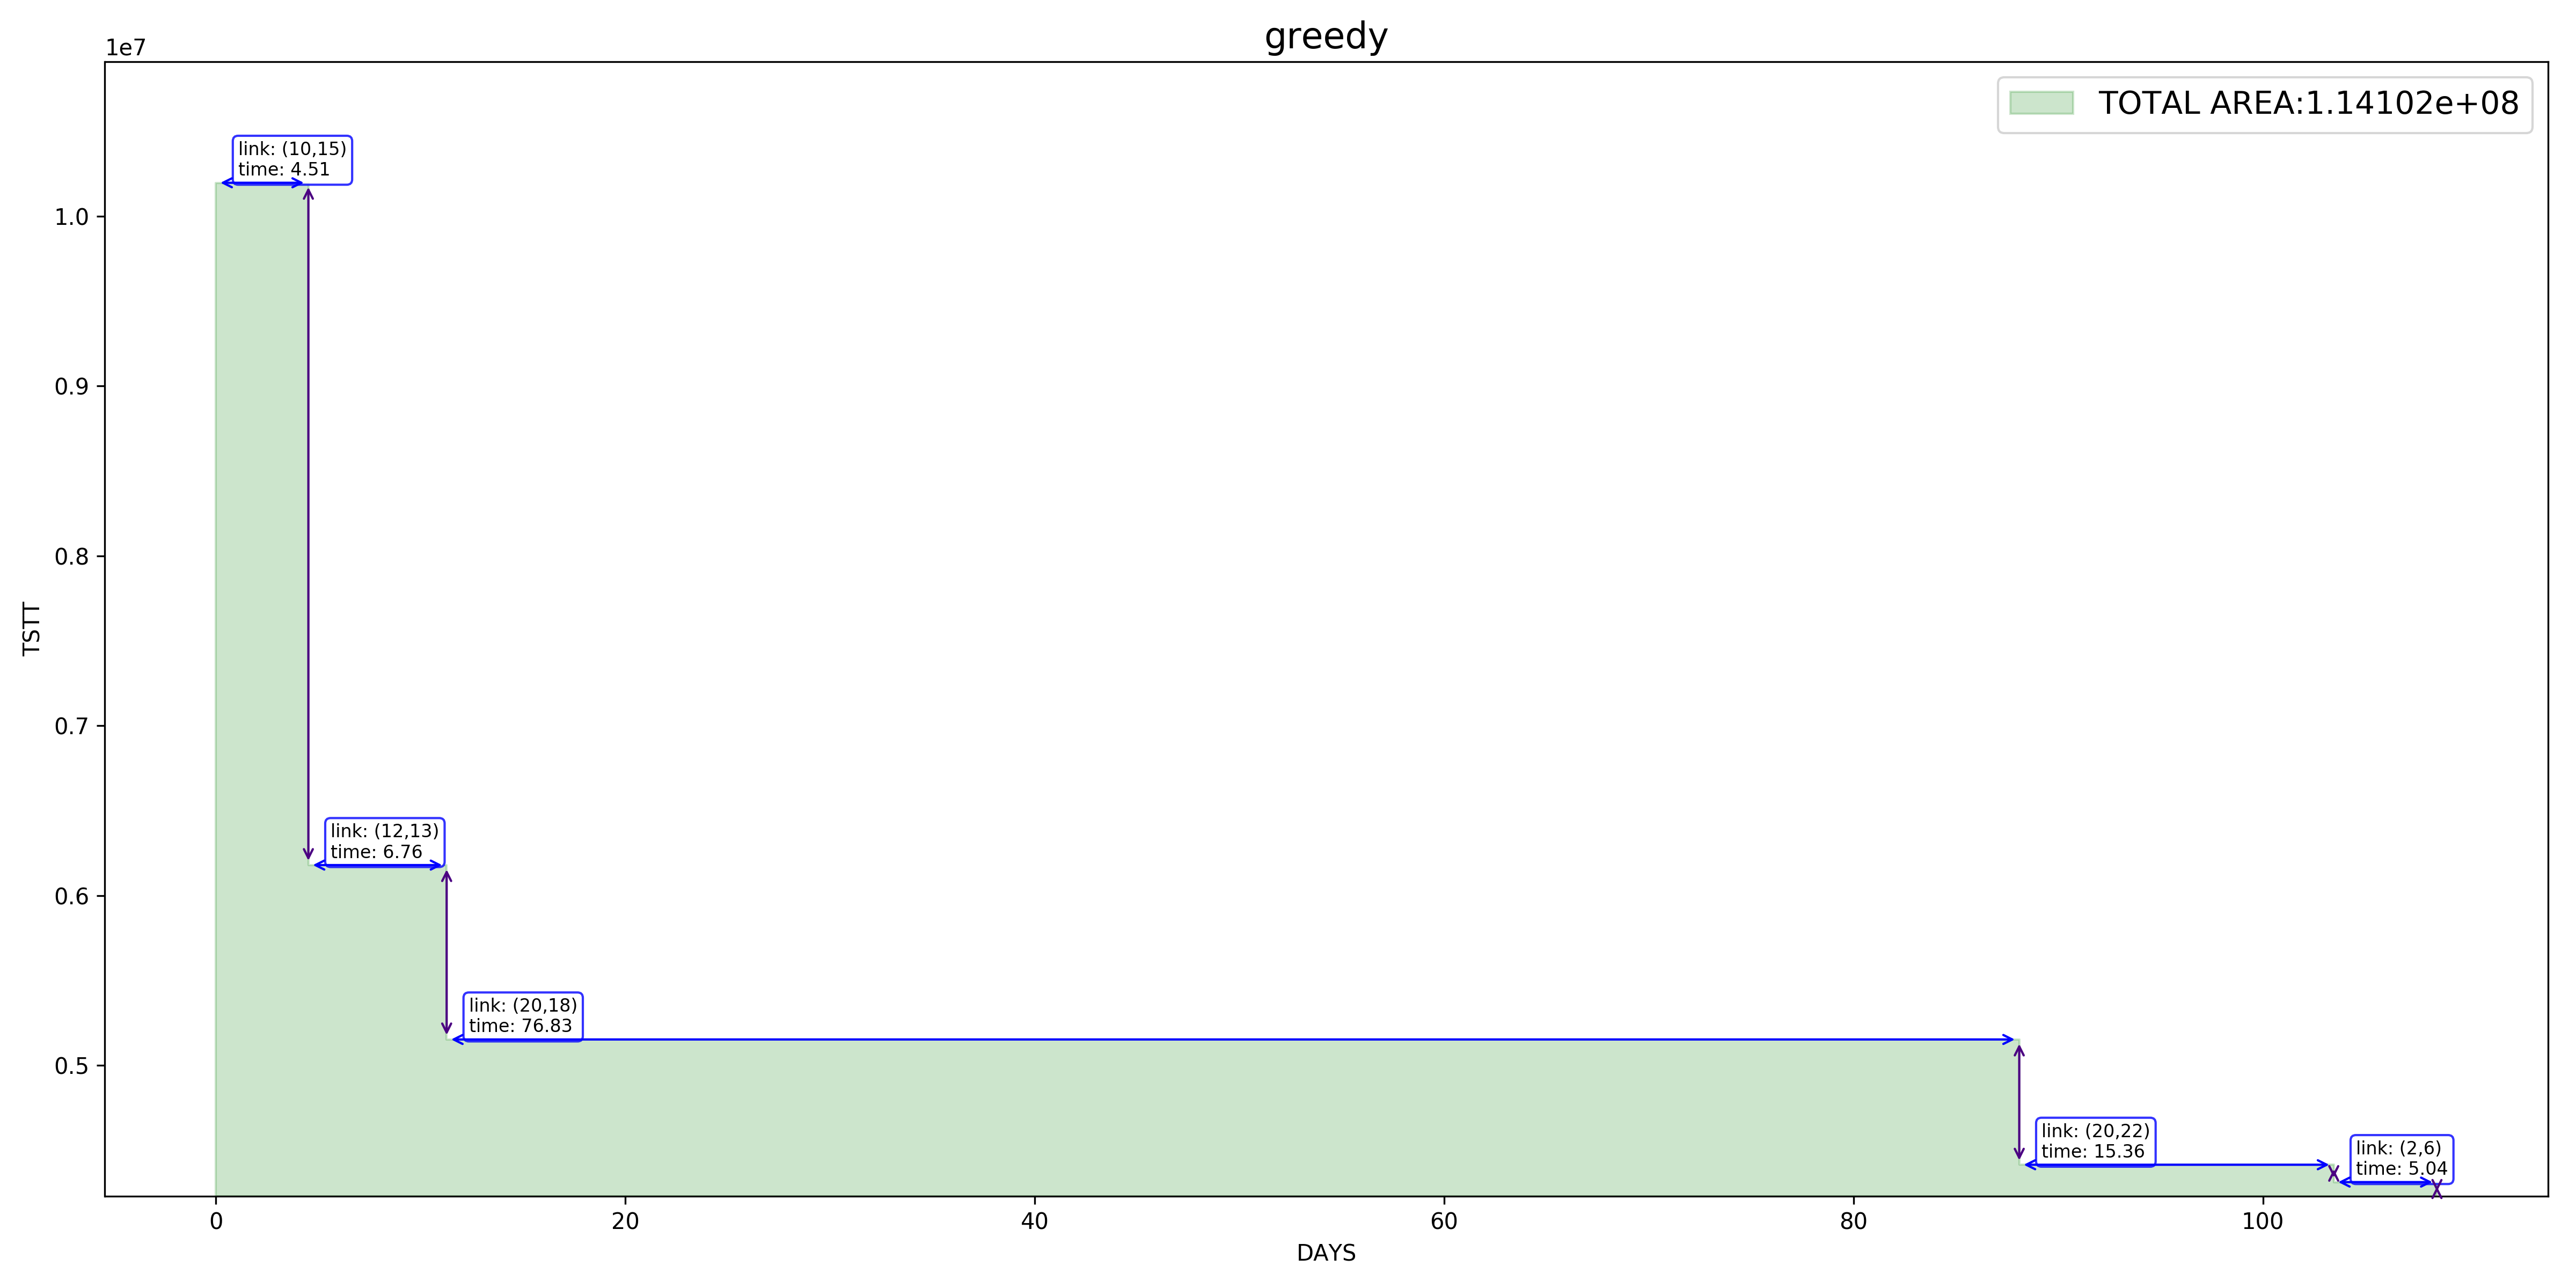 greedy
1e7
TOTAL AREA:1.14102e+08
link: (10,15)
time: 4.51
1.0
0.9
0.8
0.7
0.6
0.5
TSTT
link: (12,13)
time: 6.76
link: (20,18)
time: 76.83
link: (20,22)
time: 15.36
link: (2,6)
time: 5.04
0 20 40 60 80 100
DAYS